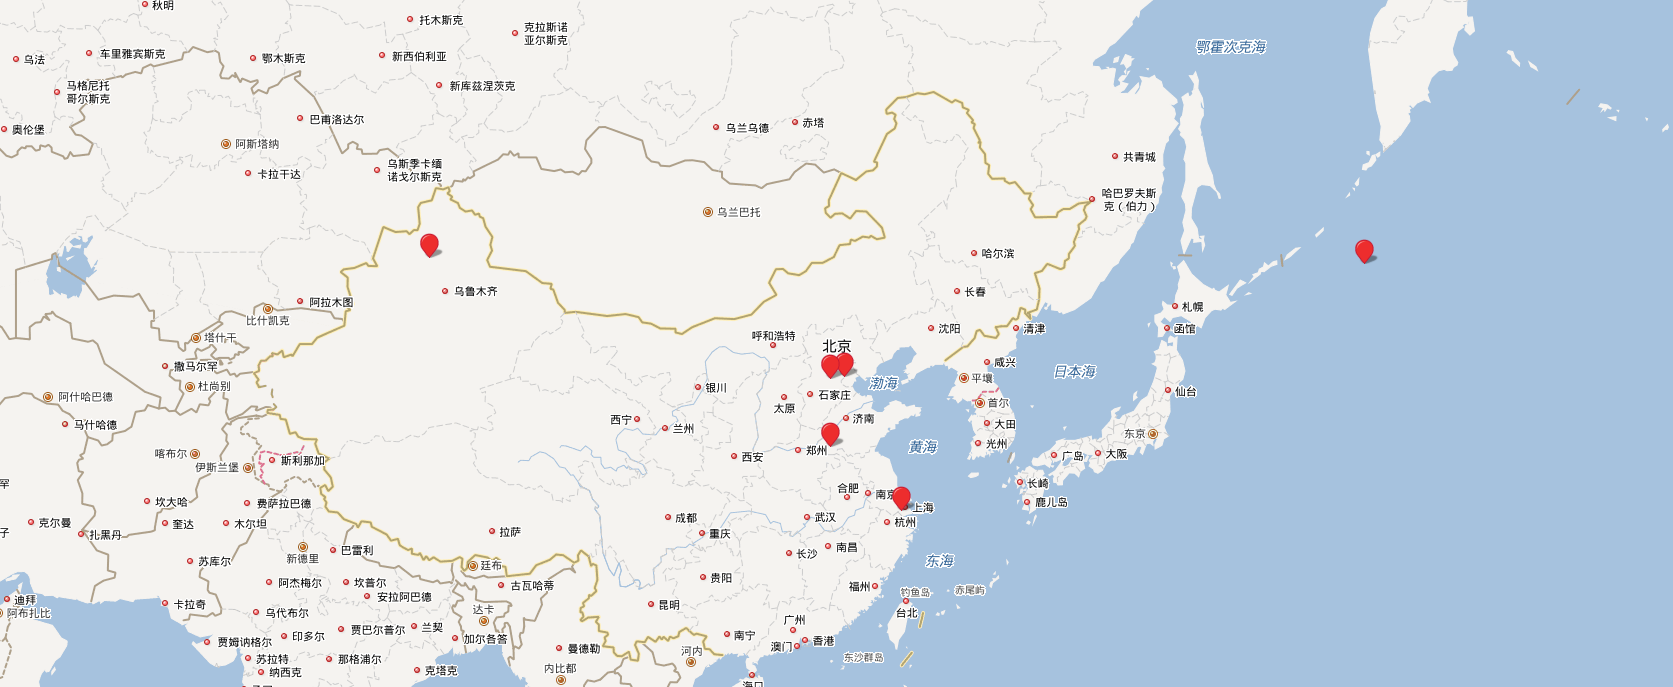 秋明
托木斯克
克拉斯诺
亚尔斯克
鄂霍次克海
乌法
车里雅宾斯克
鄂木斯克
新西伯利亚
马格尼托
哥尔斯克
新库兹涅茨克
奥伦堡
巴甫洛达尔
乌兰乌德
赤塔
阿斯塔纳
共青城
卡拉干达
乌斯季卡缅
诺戈尔斯克
哈巴罗夫斯
克（伯力）
乌兰巴托
哈尔滨
乌鲁木齐
长春
阿拉木图
札幌
比什凯克
沈阳
清津
函馆
塔什干
呼和浩特
北京
撒马尔罕
咸兴
日本海
杜尚别
银川
渤海
平壤
仙台
阿什哈巴德
石家庄
太原
首尔
马什哈德
西宁
兰州
济南
大田
东京
喀布尔
伊斯兰堡
斯利那加
西安
郑州
黄海
光州
广岛
大阪
罕
坎大哈
费萨拉巴德
合肥
南京
长崎
鹿儿岛
上海
克尔曼
奎达
木尔坦
成都
武汉
杭州
子
扎黑丹
拉萨
重庆
新德里
巴雷利
长沙
南昌
东海
苏库尔
廷布
阿杰梅尔
坎普尔
古瓦哈蒂
贵阳
福州
钓鱼岛
赤尾屿
迪拜
阿布扎比
卡拉奇
安拉阿巴德
达卡
昆明
台北
乌代布尔
广州
贾姆讷格尔
印多尔
贾巴尔普尔
兰契
加尔各答
南宁
香港
澳门
苏拉特
那格浦尔
曼德勒
河内
东沙群岛
纳西克
克塔克
内比都
海口